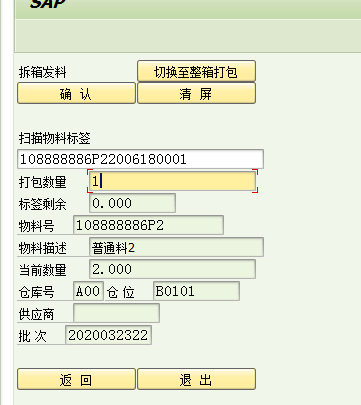 SAP
拆箱发料 切换至整箱打包
确 认 清 屏
扫描物料标签
108888886P22006180001
打包数量 1
标签剩余 0.000
物料号 108888886P2
物料描述 普通料2
当前数量 2.000
仓库号 A00 仓 位 B0101
供应商
批 次 2020032322
返 回 退 出